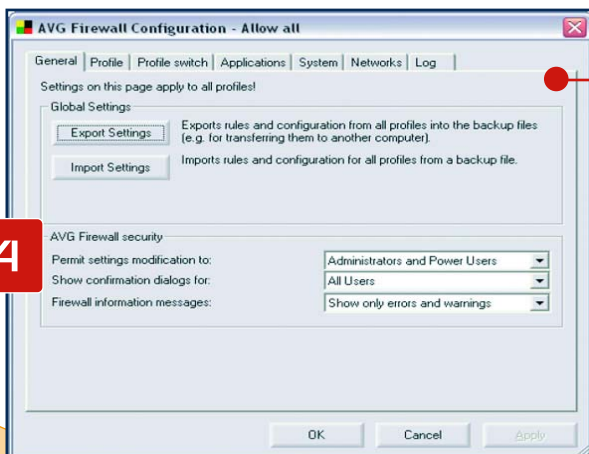 AVG Firewall Configuration - Allow all
General Profile Profile switch Applications System Networks Log
Settings on this page apply to all profiles!
Global Settings
Export Settings
Exports rules and configuration from all profiles into the backup files
(e.g. for transferring them to another computer).
Import Settings
Imports rules and configuration for all profiles from a backup file.
4
AVG Firewall security
Permit settings modification to: Administrators and Power Users
Show confirmation dialogs for: All Users
Firewall information messages: Show only errors and warnings
OK Cancel Apply